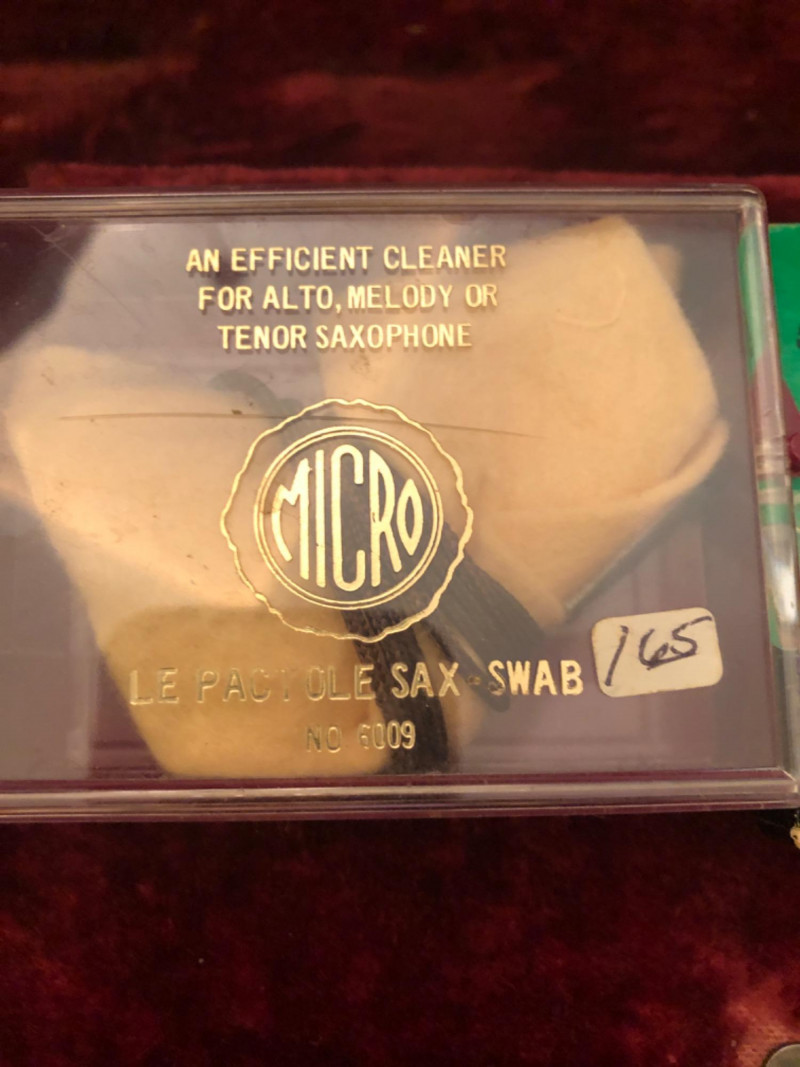 AN EFFICIENT CLEANER
FOR ALTO, MELODY OR
TENOR SAXOPHONE
MICRO
LE PACTOLE SAX-SWAB
NO 6009
165